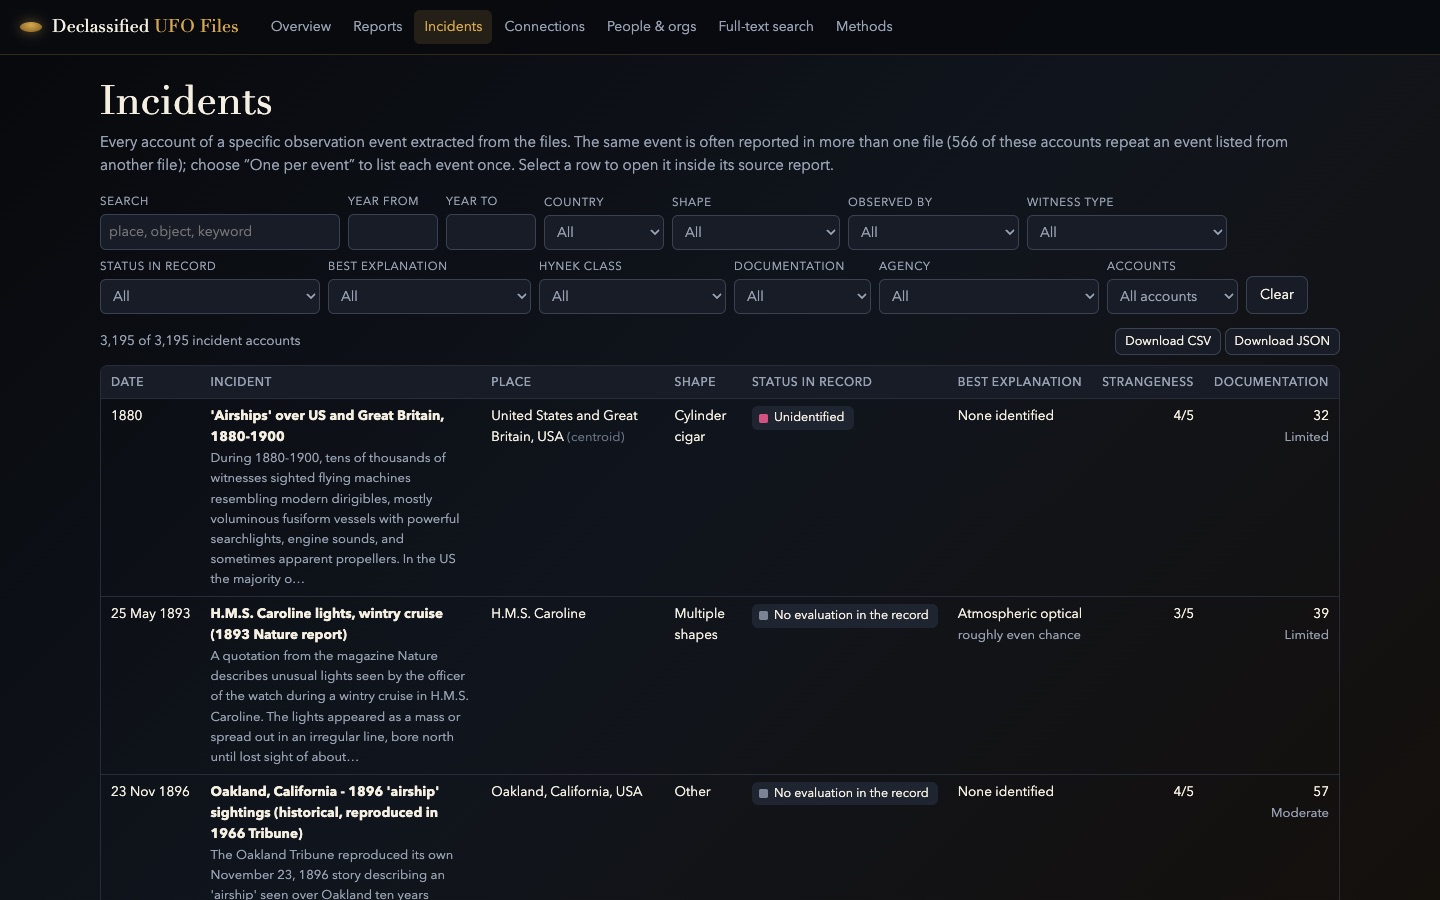 Declassified UFO Files Overview Reports Incidents Connections People & orgs Full-text search Methods
Incidents
Every account of a specific observation event extracted from the files. The same event is often reported in more than one file (566 of these accounts repeat an event listed from
another file); choose “One per event” to list each event once. Select a row to open it inside its source report.
SEARCH YEAR FROM YEAR TO COUNTRY SHAPE OBSERVED BY WITNESS TYPE
place, object, keyword All All All All
STATUS IN RECORD BEST EXPLANATION HYNEK CLASS DOCUMENTATION AGENCY ACCOUNTS
All All All All All All accounts Clear
3,195 of 3,195 incident accounts Download CSV Download JSON
DATE INCIDENT PLACE SHAPE STATUS IN RECORD BEST EXPLANATION STRANGENESS DOCUMENTATION
1880 'Airships' over US and Great Britain, United States and Great Cylinder Unidentified None identified 4/5 32
1880-1900 Britain, USA (centroid) cigar Limited
During 1880-1900, tens of thousands of
witnesses sighted flying machines
resembling modern dirigibles, mostly
voluminous fusiform vessels with powerful
searchlights, engine sounds, and
sometimes apparent propellers. In the US
the majority o…
25 May 1893 H.M.S. Caroline lights, wintry cruise H.M.S. Caroline Multiple No evaluation in the record Atmospheric optical 3/5 39
(1893 Nature report) shapes roughly even chance Limited
A quotation from the magazine Nature
describes unusual lights seen by the officer
of the watch during a wintry cruise in H.M.S.
Caroline. The lights appeared as a mass or
spread out in an irregular line, bore north
until lost sight of about…
23 Nov 1896 Oakland, California - 1896 'airship' Oakland, California, USA Other No evaluation in the record None identified 4/5 57
sightings (historical, reproduced in Moderate
1966 Tribune)
The Oakland Tribune reproduced its own
November 23, 1896 story describing an
'airship' seen over Oakland ten years